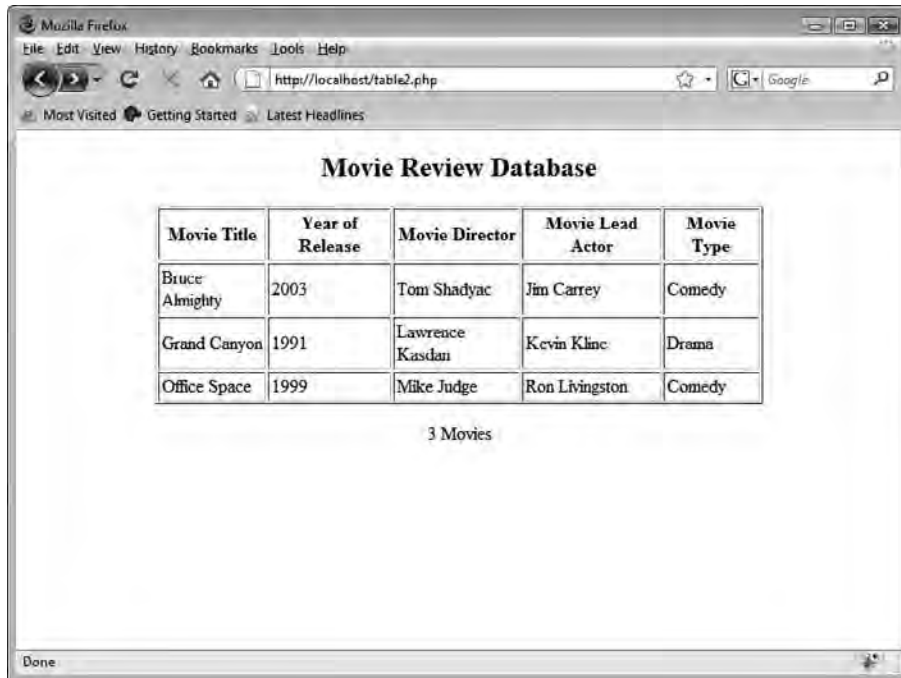 Mozilla Firefox
File Edit View History Bookmarks Tools Help
http://localhost/table2.php
G Google
Most Visited Getting Started Latest Headlines
Movie Review Database
Movie Title
Year of
Release
Movie Director
Movie Lead
Actor
Movie
Type
Bruce
Almighty
2003
Tom Shadyac
Jim Carrey
Comedy
Grand Canyon
1991
Lawrence
Kasdan
Kevin Kline
Drama
Office Space
1999
Mike Judge
Ron Livingston
Comedy
3 Movies
Done